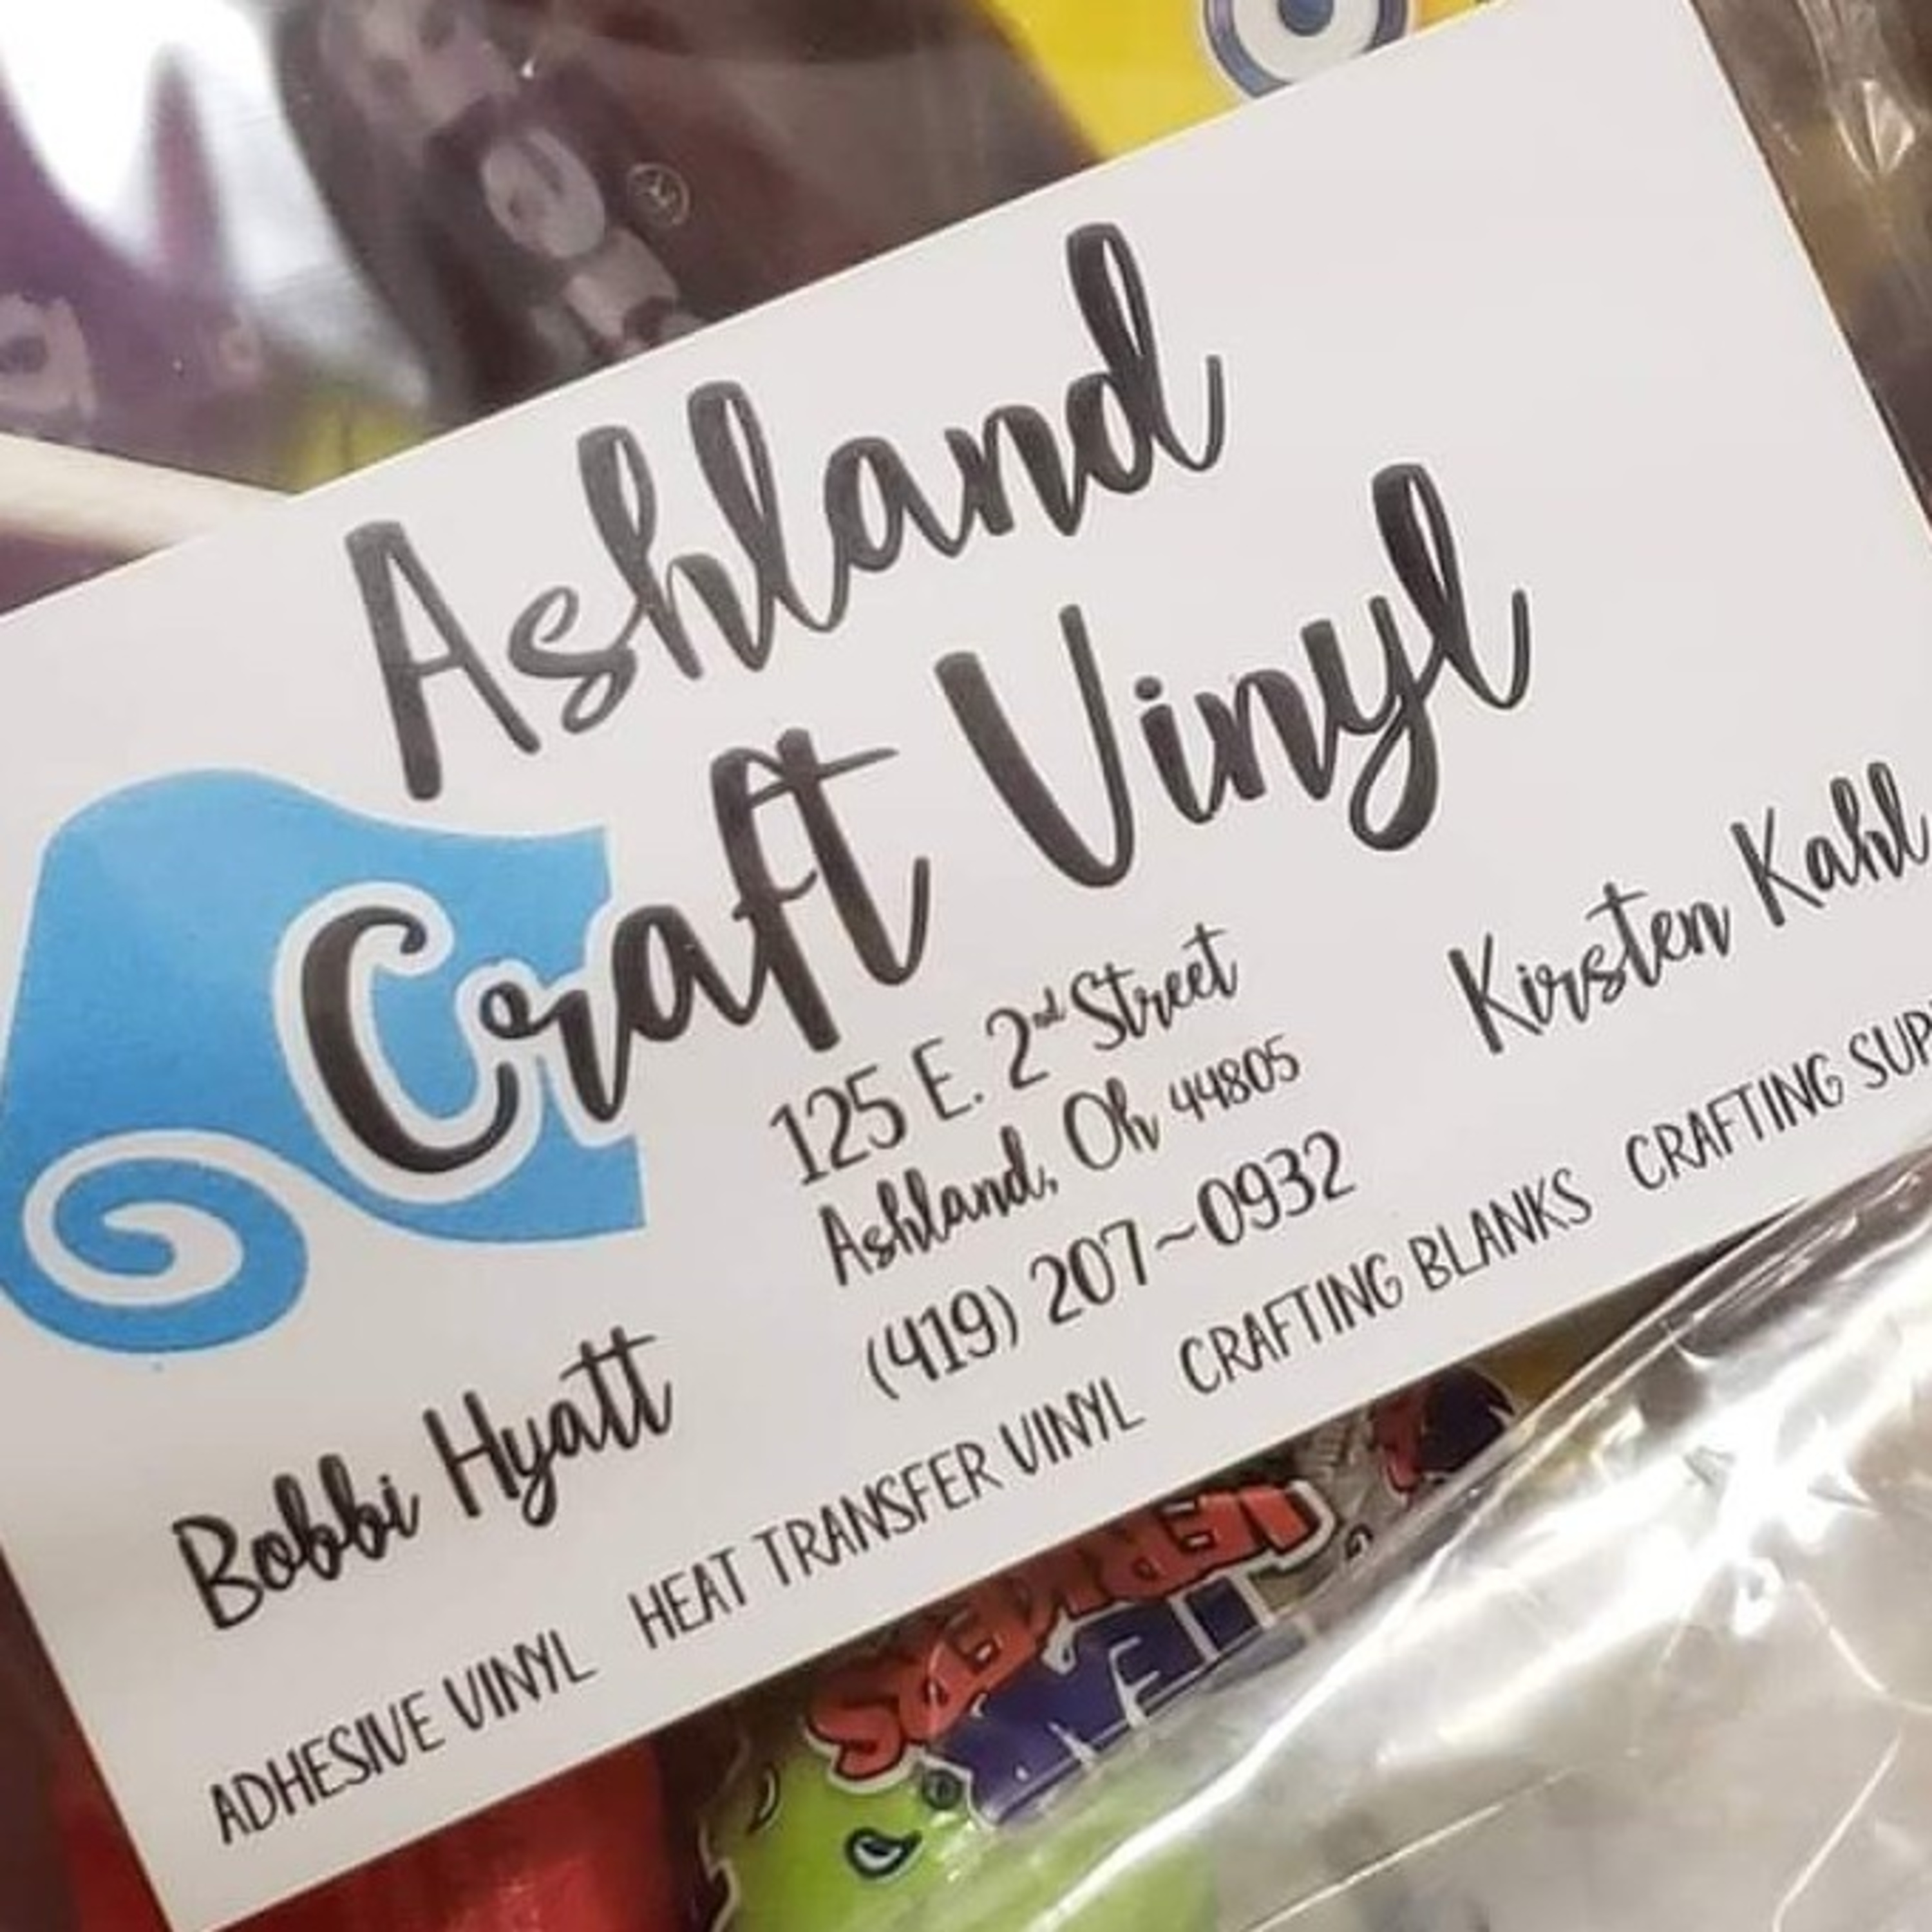 Ashland
Craft Vinyl
125 E. 2nd Street
Ashland, Oh 44805
(419) 207~0932
Bobbi Hyatt
Kirsten Kahl
ADHESIVE VINYL HEAT TRANSFER VINYL CRAFTING BLANKS CRAFTING SUP